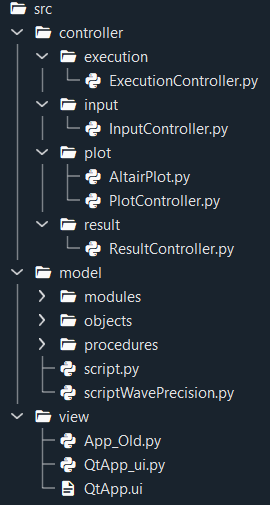 src
controller
execution
ExecutionController.py
input
InputController.py
plot
AltairPlot.py
PlotController.py
result
ResultController.py
model
modules
objects
procedures
script.py
scriptWavePrecision.py
view
App_Old.py
QtApp_ui.py
QtApp.ui